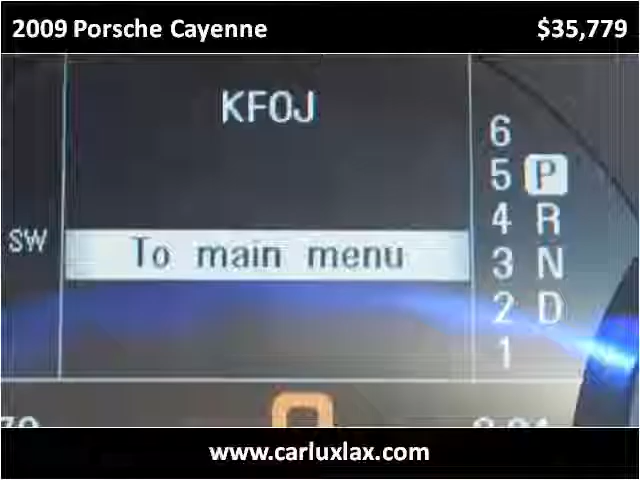 2009 Porsche Cayenne $35,779
KFOJ
6
5 P
4 R
SW
To main menu
3 N
2 D
1
www.carluxlax.com